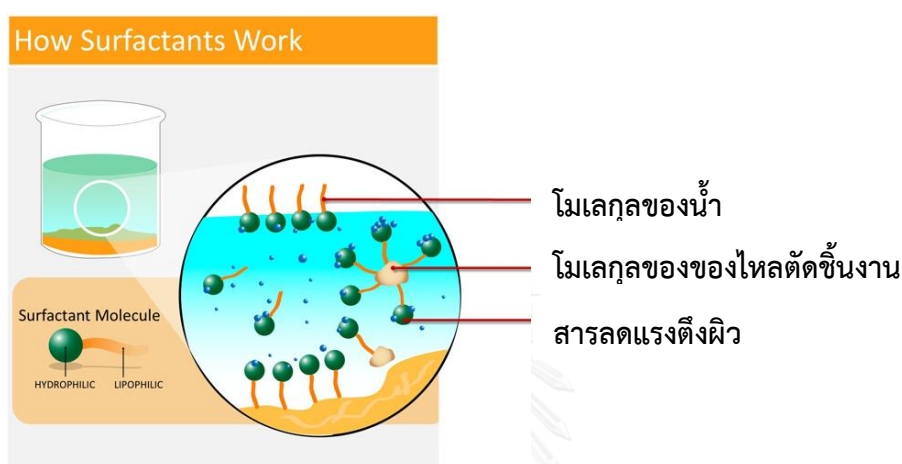 How Surfactants Work
โมเลกุลของน้ำ
โมเลกุลของของไหลตัดชิ้นงาน
สารลดแรงตึงผิว
Surfactant Molecule
HYDROPHILIC LIPOPHILIC